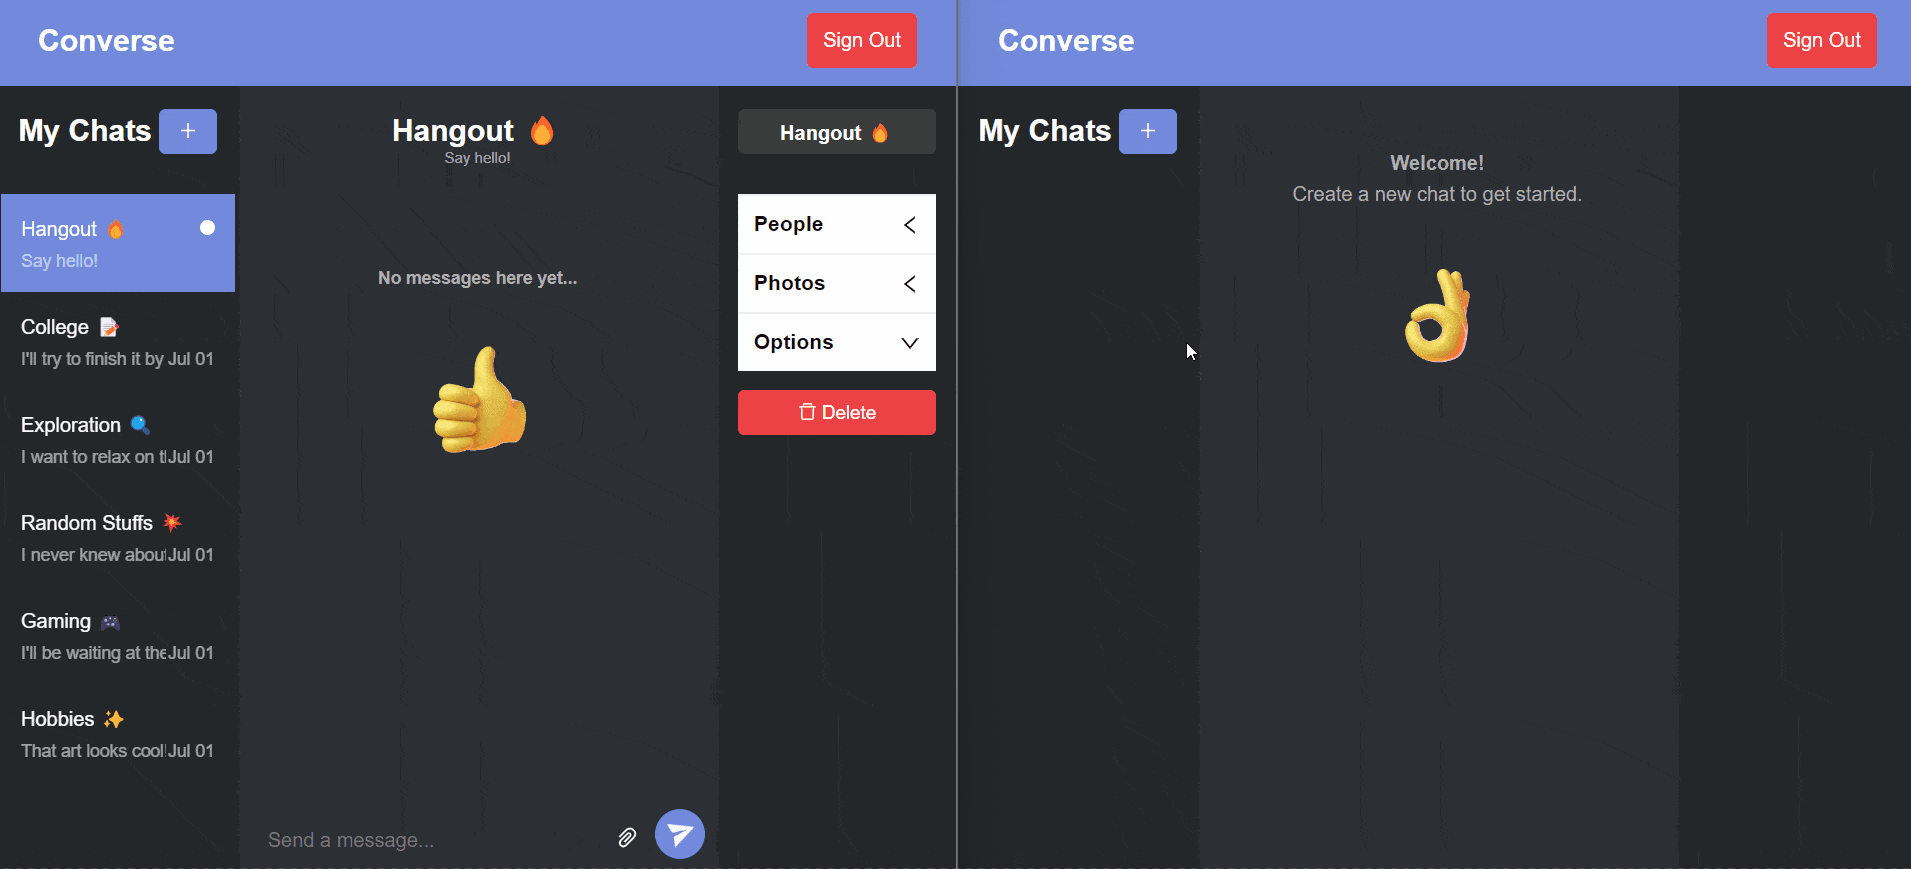 Converse
Sign Out
My Chats +
Hangout 🔥
Say hello!
College 📝
I'll try to finish it by Jul 01
Exploration 🔍
I want to relax on t Jul 01
Random Stuffs 💥
I never knew abou Jul 01
Gaming 🎮
I'll be waiting at the Jul 01
Hobbies ✨
That art looks cool! Jul 01
Hangout 🔥
Say hello!
No messages here yet...
Send a message...
Hangout 🔥
People
Photos
Options
Delete
Converse
Sign Out
My Chats +
Welcome!
Create a new chat to get started.